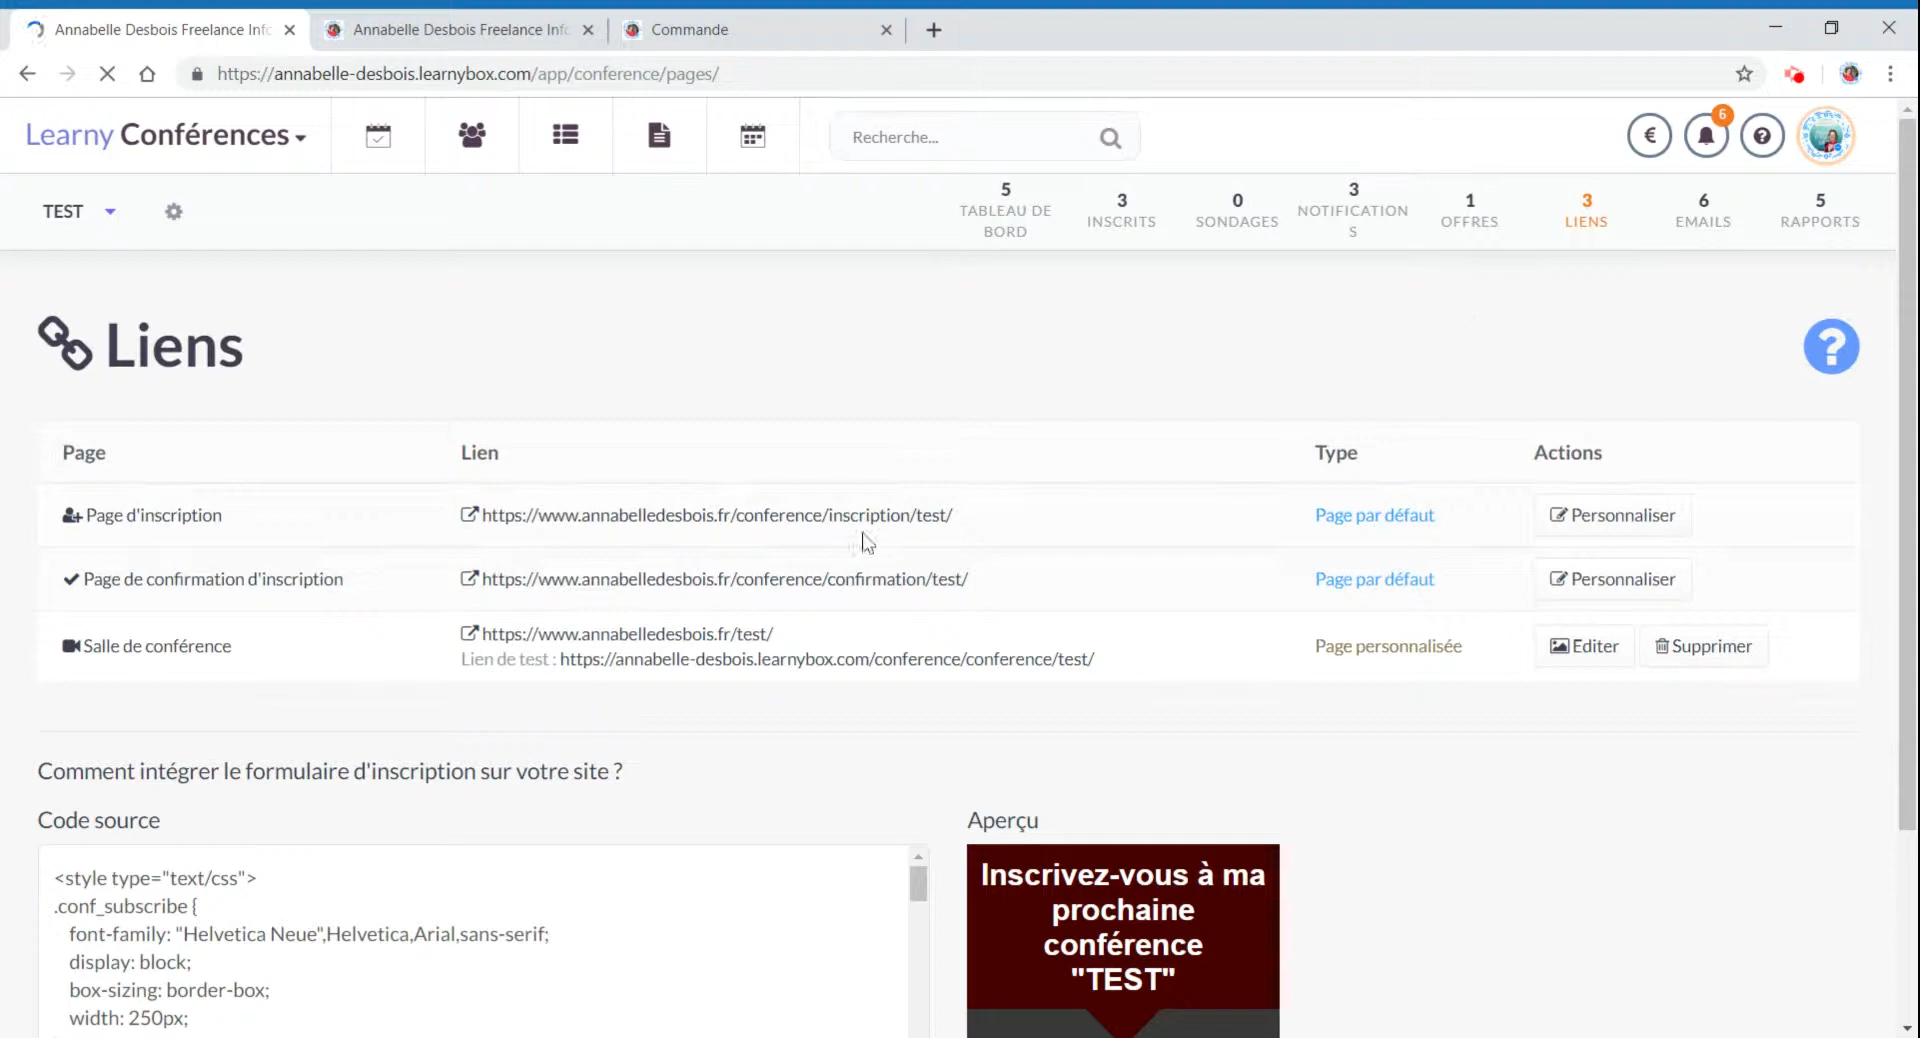 Annabelle Desbois Freelance Info
Annabelle Desbois Freelance Info
Commande
https://annabelle-desbois.learnybox.com/app/conference/pages/
Learny Conférences
Recherche...
€
6
?
TEST
5
TABLEAU DE
BORD
3
INSCRITS
0
SONDAGES
3
NOTIFICATION
S
1
OFFRES
3
LIENS
6
EMAILS
5
RAPPORTS
Liens
?
Page Lien Type Actions
Page d'inscription https://www.annabelledesbois.fr/conference/inscription/test/ Page par défaut Personnaliser
Page de confirmation d'inscription https://www.annabelledesbois.fr/conference/confirmation/test/ Page par défaut Personnaliser
Salle de conférence https://www.annabelledesbois.fr/test/
Lien de test : https://annabelle-desbois.learnybox.com/conference/conference/test/
Page personnalisée Editer Supprimer
Comment intégrer le formulaire d'inscription sur votre site ?
Code source
<style type="text/css">
.conf_subscribe {
font-family: "Helvetica Neue",Helvetica,Arial,sans-serif;
display: block;
box-sizing: border-box;
width: 250px;
Aperçu
Inscrivez-vous à ma
prochaine
conférence
"TEST"